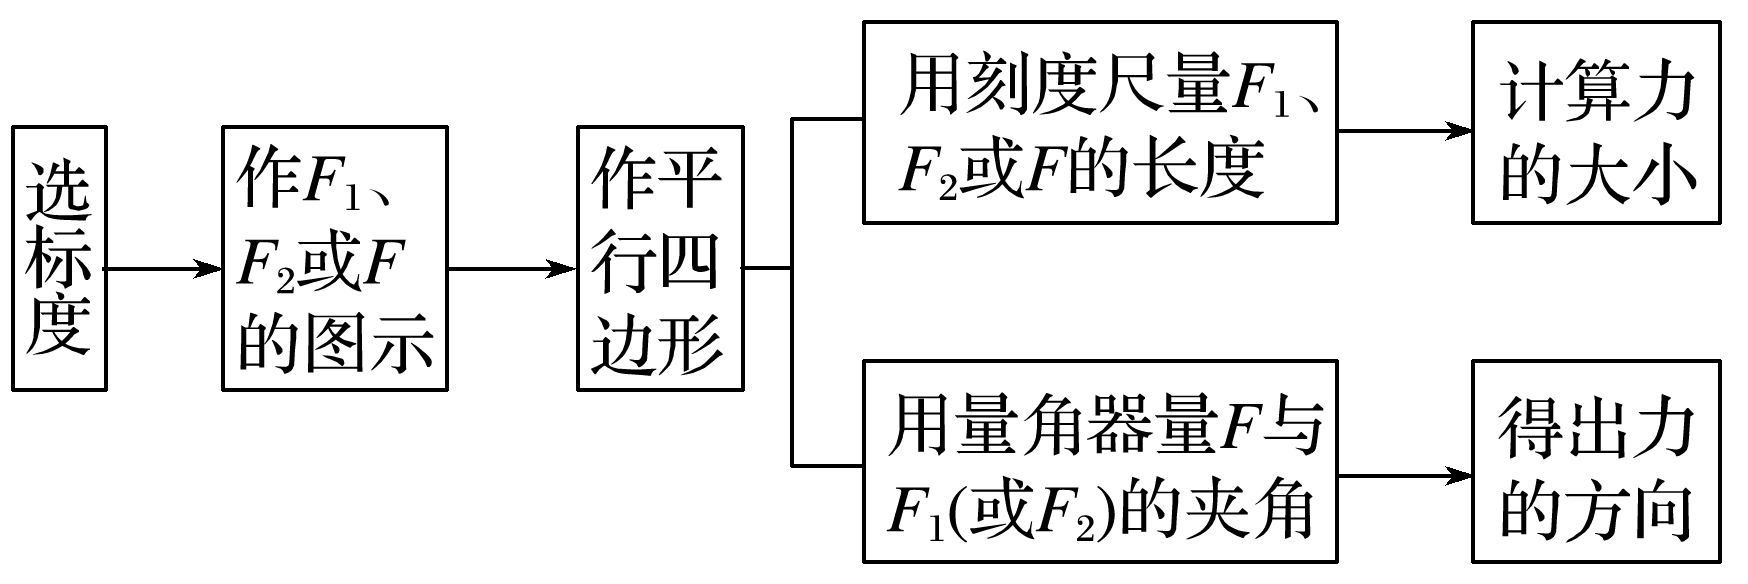 选标度
作F₁、
F₂或F
的图示
作平
行四
边形
用刻度尺量F₁、
F₂或F的长度
计算力
的大小
用量角器量F与
F₁(或F₂)的夹角
得出力
的方向